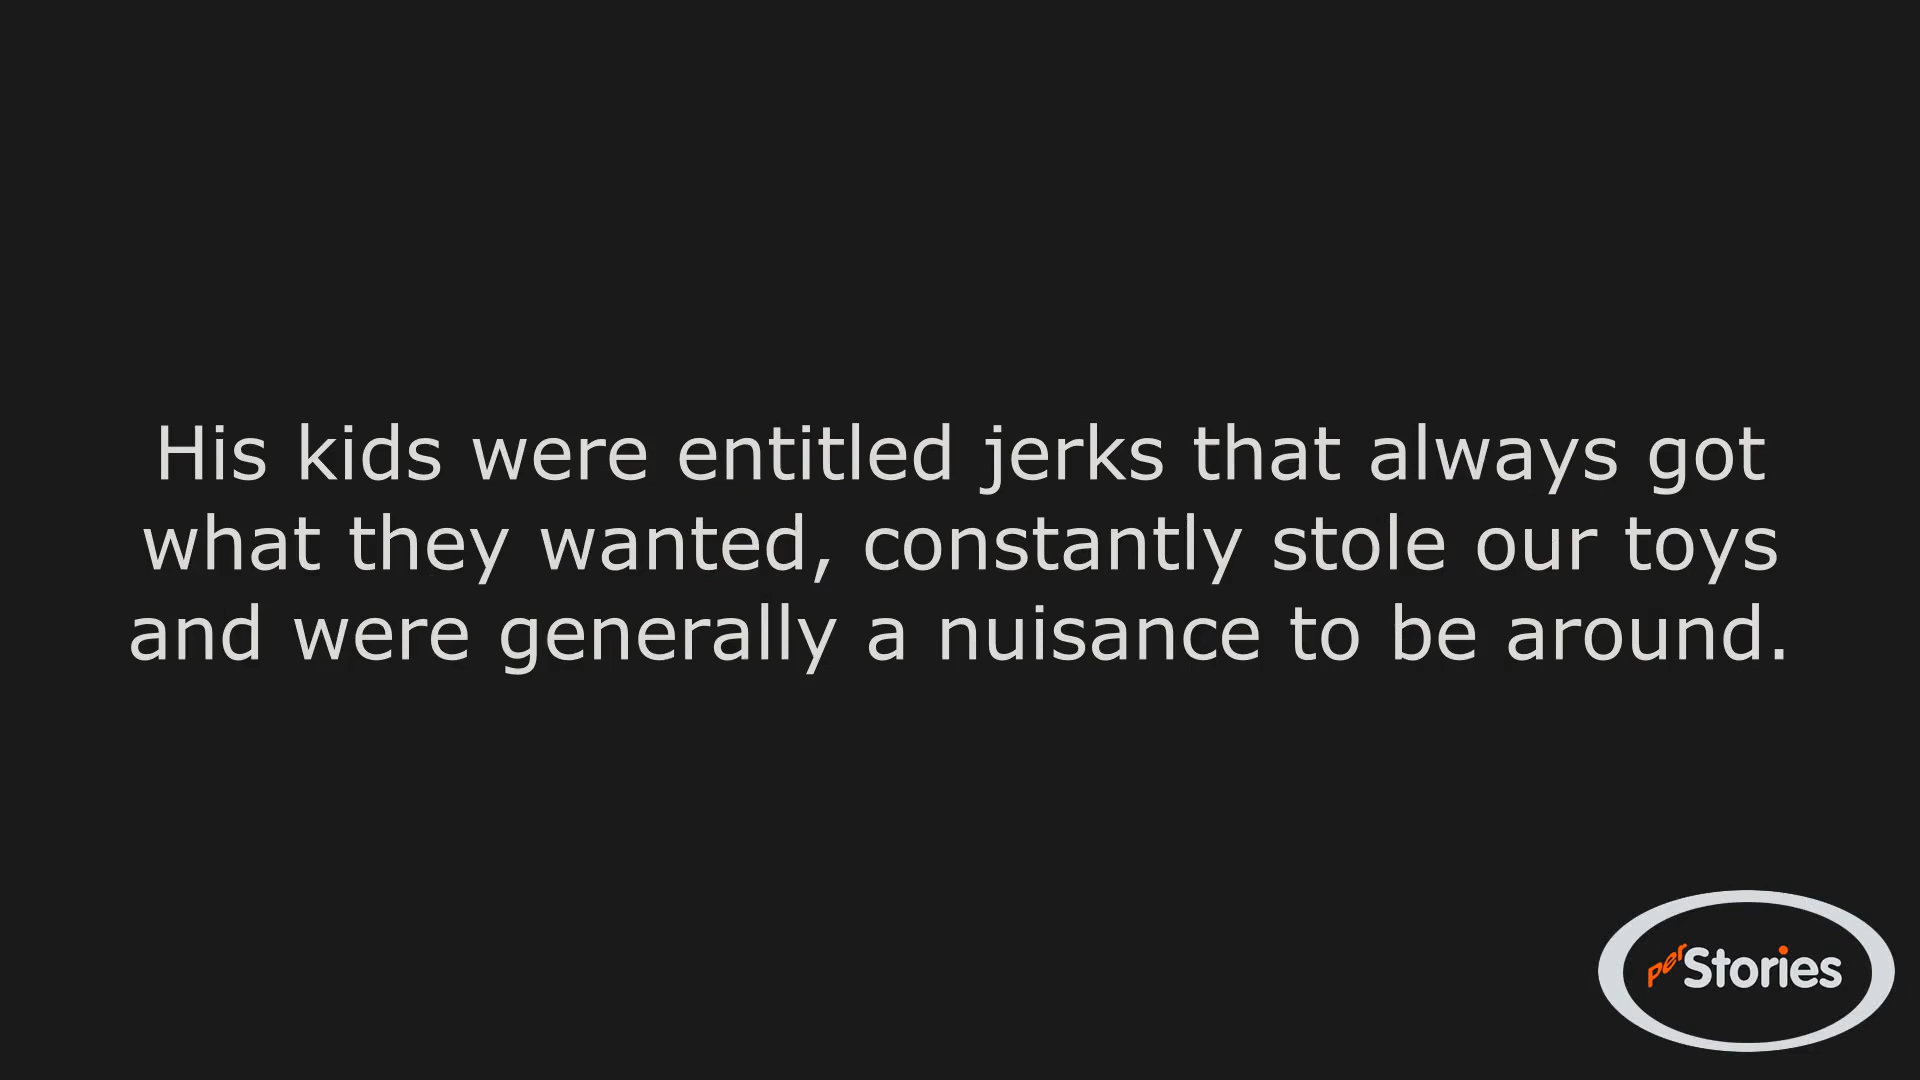 His kids were entitled jerks that always got
what they wanted, constantly stole our toys
and were generally a nuisance to be around.
perStories